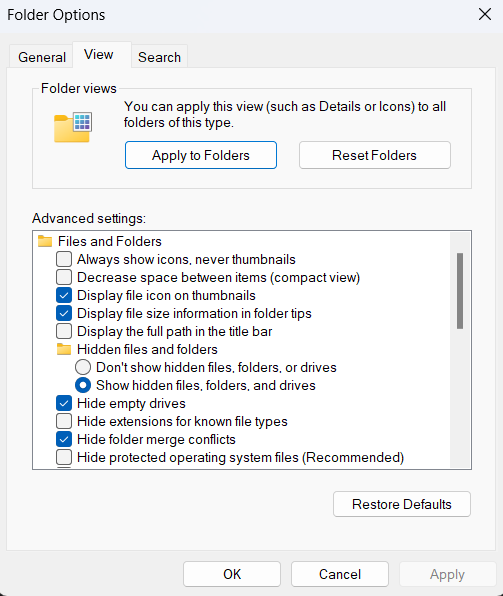 Folder Options
General
View
Search
Folder views
You can apply this view (such as Details or Icons) to all
folders of this type.
Apply to Folders
Reset Folders
Advanced settings:
Files and Folders
Always show icons, never thumbnails
Decrease space between items (compact view)
Display file icon on thumbnails
Display file size information in folder tips
Display the full path in the title bar
Hidden files and folders
Don't show hidden files, folders, or drives
Show hidden files, folders, and drives
Hide empty drives
Hide extensions for known file types
Hide folder merge conflicts
Hide protected operating system files (Recommended)
Restore Defaults
OK
Cancel
Apply